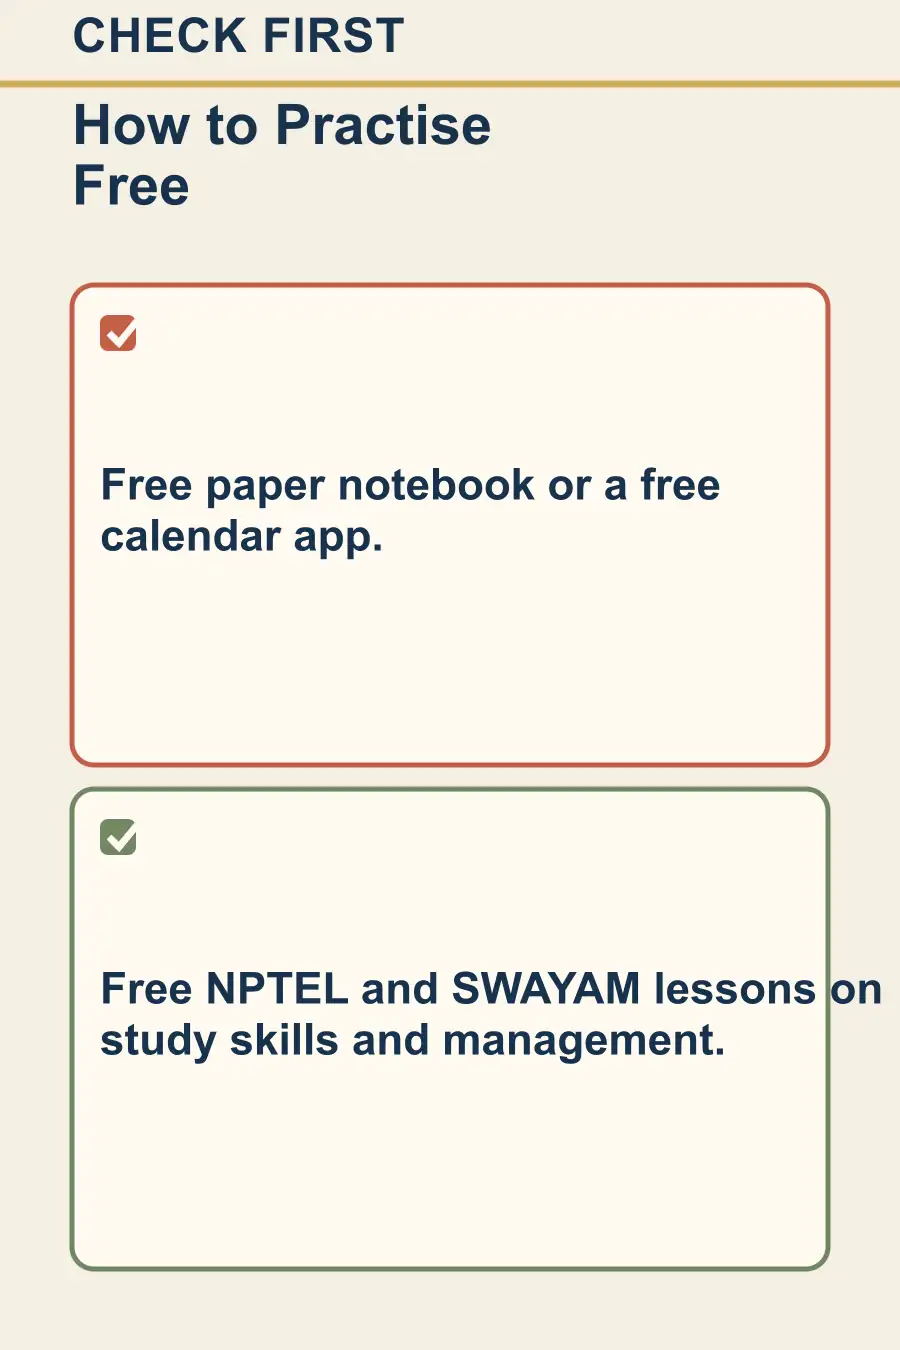 CHECK FIRST
How to Practise
Free
Free paper notebook or a free
calendar app.
Free NPTEL and SWAYAM lessons on
study skills and management.